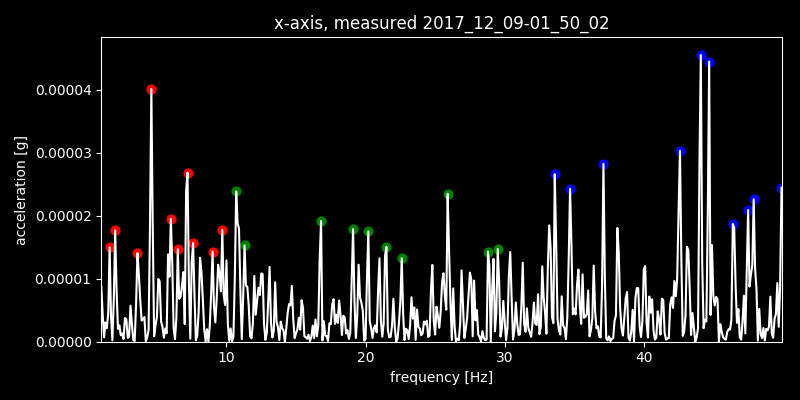 x-axis, measured 2017_12_09-01_50_02
0.00004
0.00003
0.00002
0.00001
0.00000
acceleration [g]
10 20 30 40
frequency [Hz]